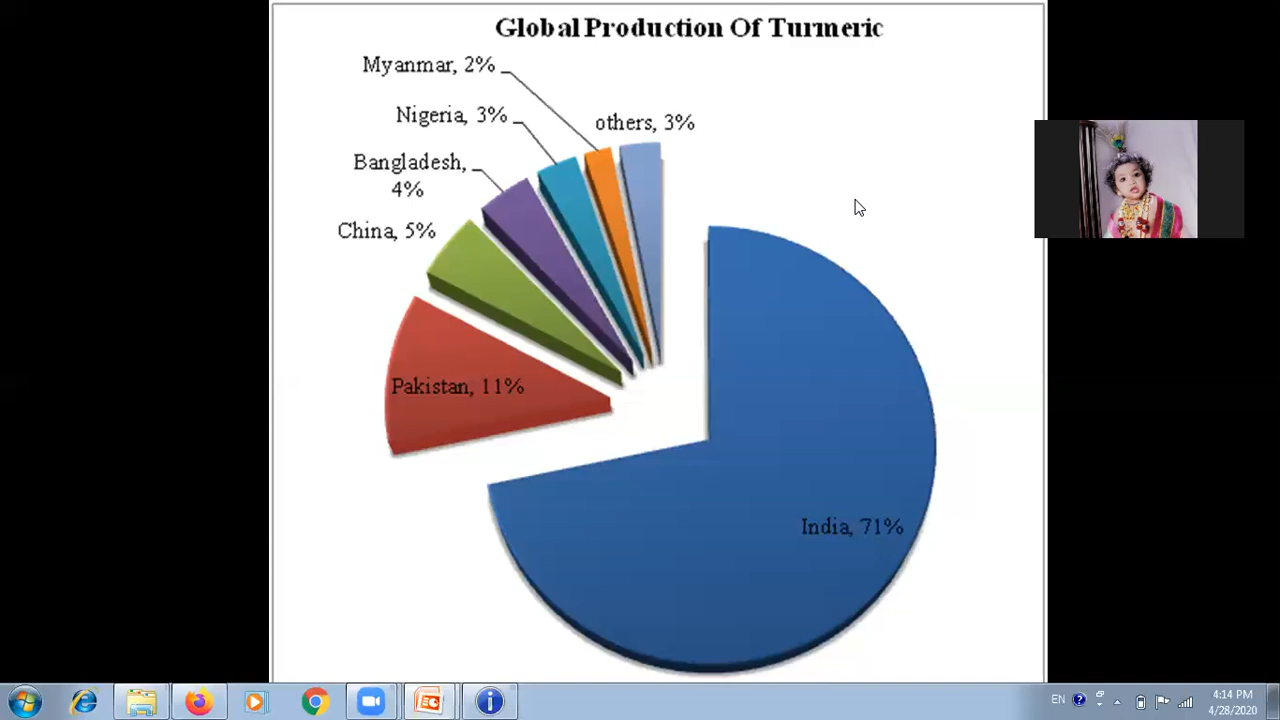 Global Production Of Turmeric
Myanmar, 2%
Nigeria, 3%
others, 3%
Bangladesh,
4%
China, 5%
Pakistan, 11%
India, 71%
EN
4:14 PM
4/28/2020